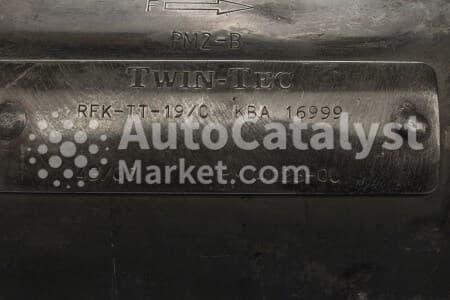 F
PM2-B
TWIN-TEC
RFK-TT-19/C KBA 16999
AutoCatalyst
Market.com